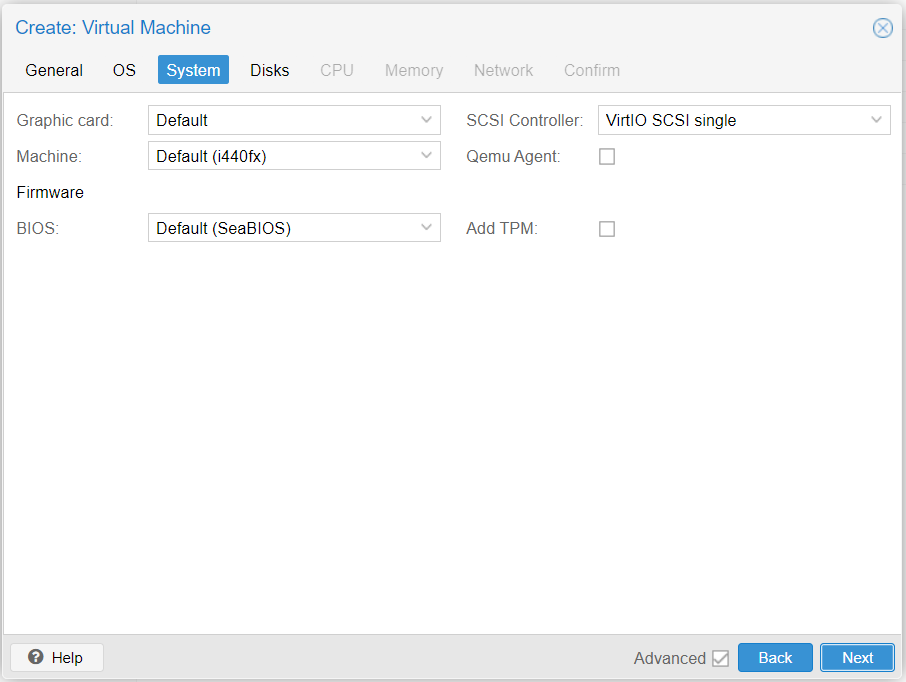 Create: Virtual Machine
General OS System Disks CPU Memory Network Confirm
Graphic card: Default SCSI Controller: VirtIO SCSI single
Machine: Default (i440fx) Qemu Agent:
Firmware
BIOS: Default (SeaBIOS) Add TPM:
Help Advanced Back Next